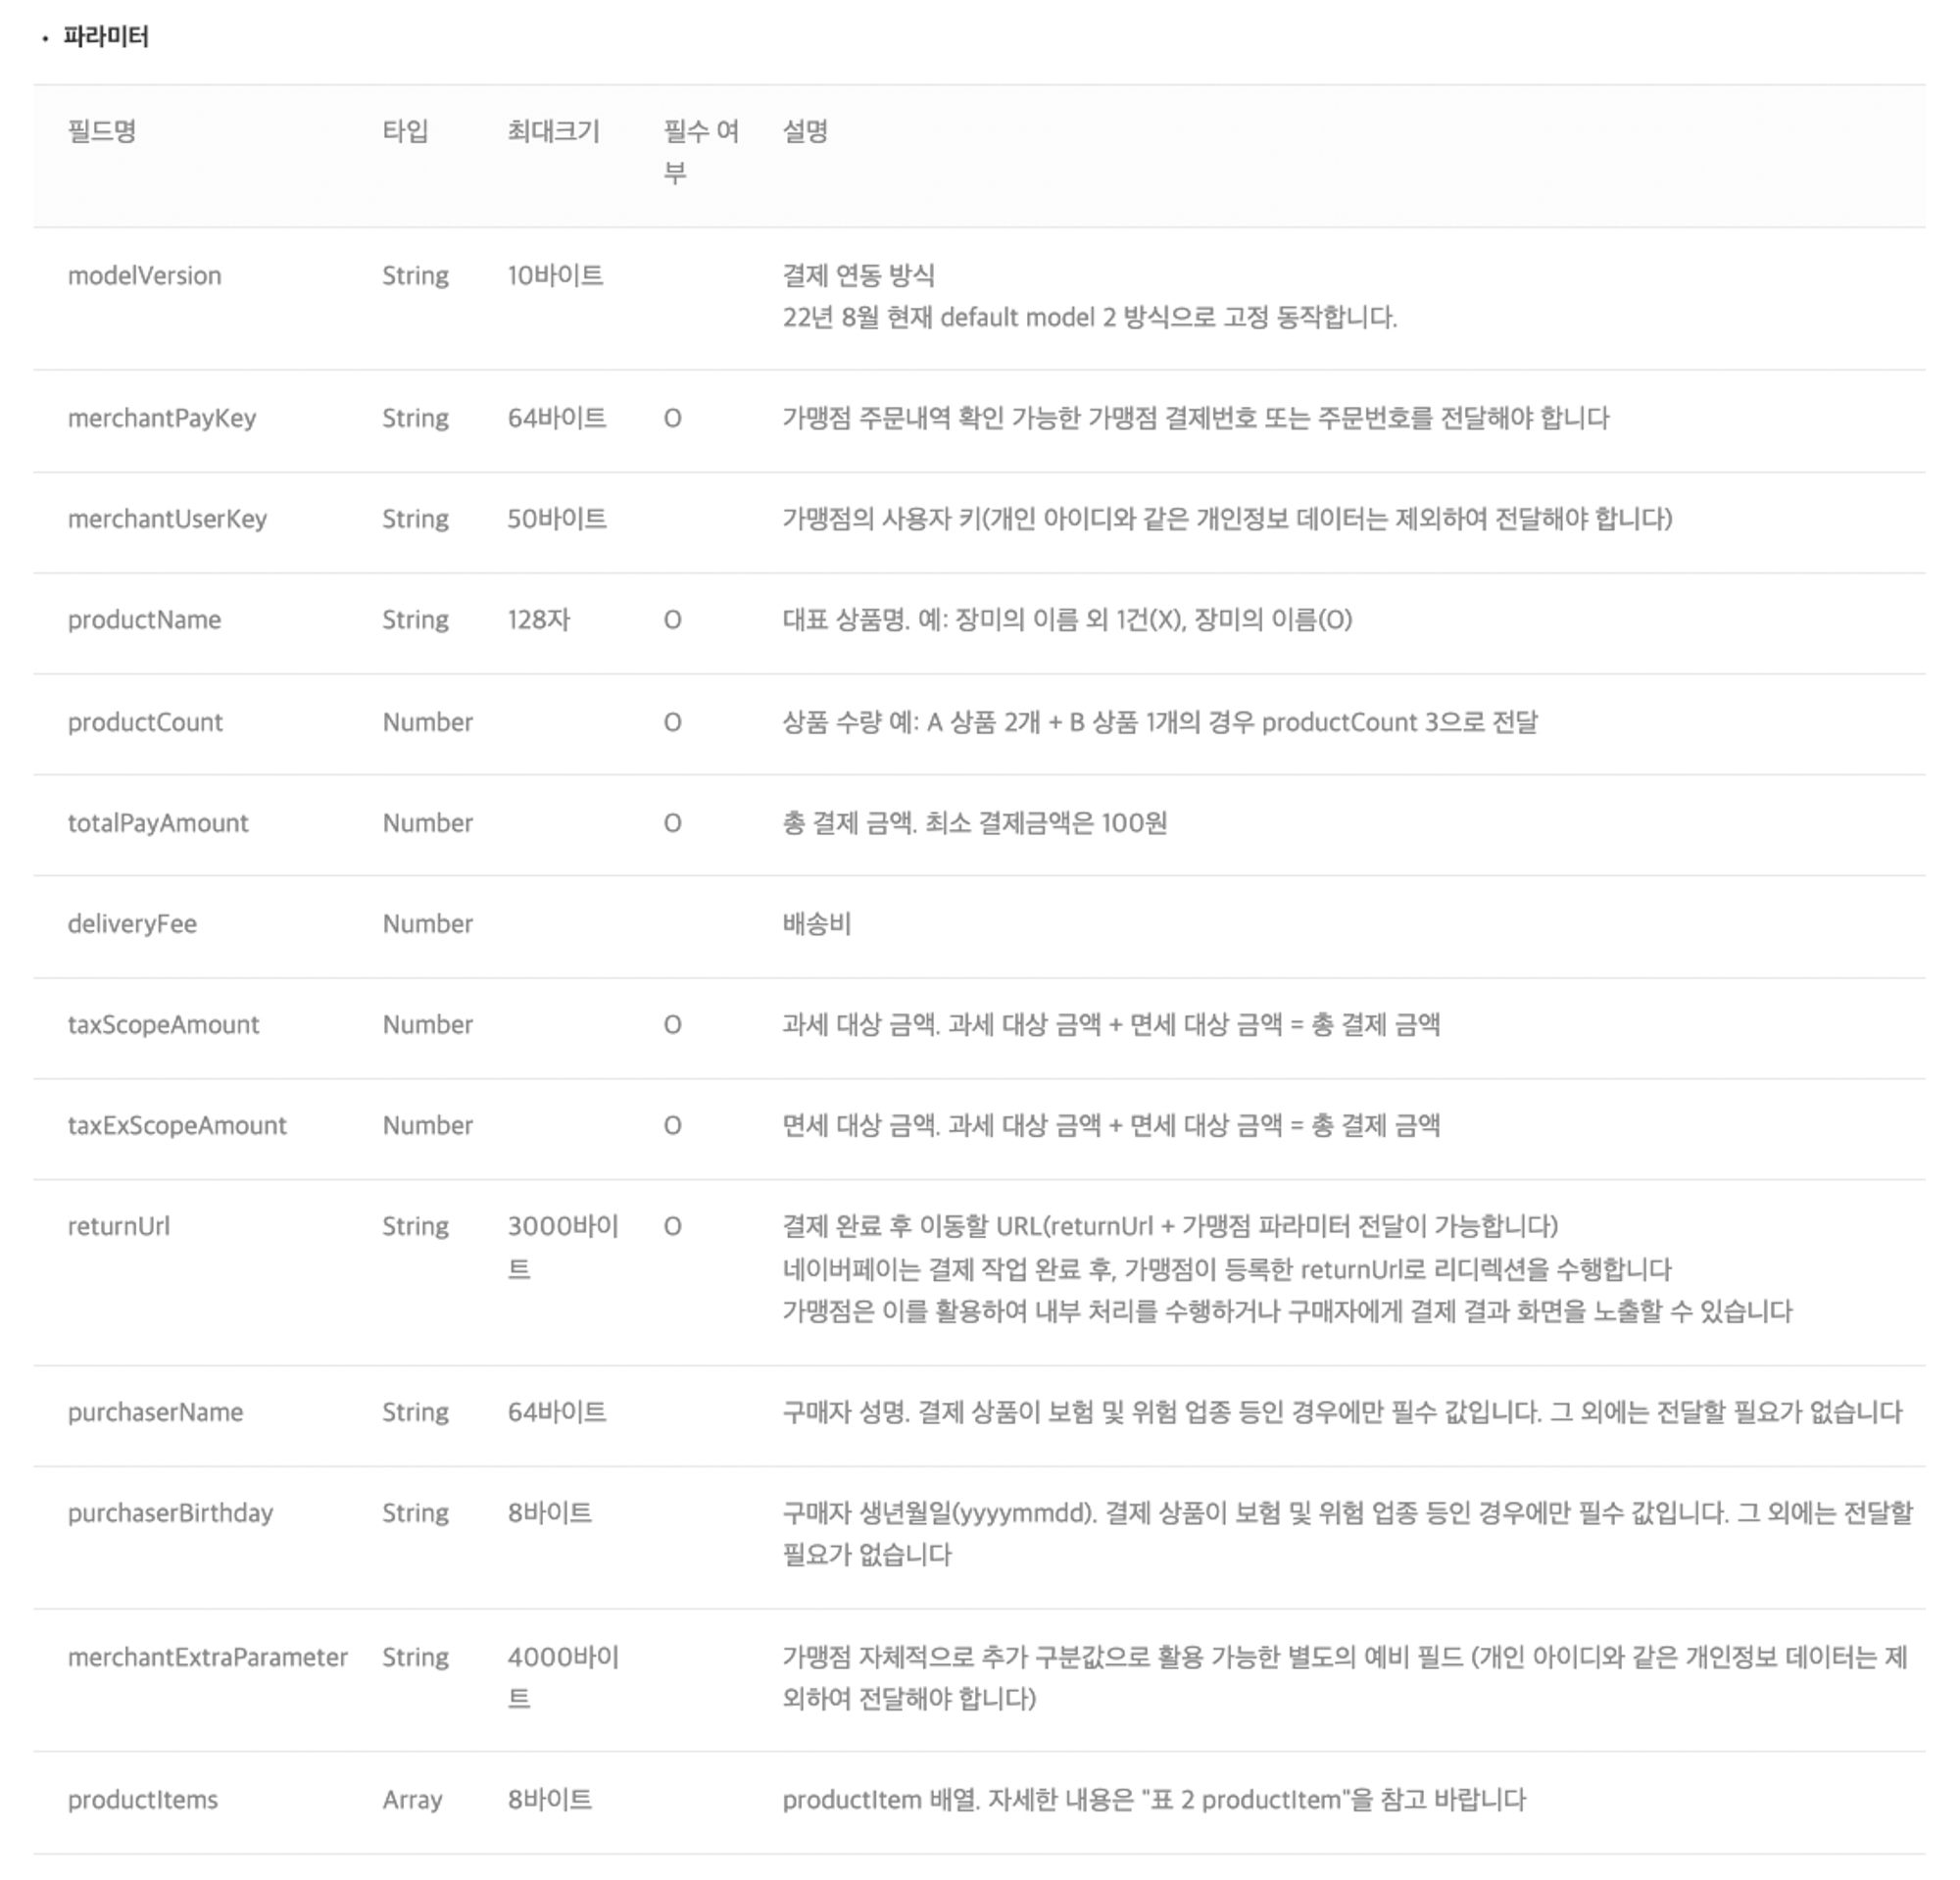 • 파라미터
필드명 타입 최대크기 필수 여 설명
부
modelVersion String 10바이트 결제 연동 방식
22년 8월 현재 default model 2 방식으로 고정 동작합니다.
merchantPayKey String 64바이트 O 가맹점 주문내역 확인 가능한 가맹점 결제번호 또는 주문번호를 전달해야 합니다
merchantUserKey String 50바이트 가맹점의 사용자 키(개인 아이디와 같은 개인정보 데이터는 제외하여 전달해야 합니다)
productName String 128자 O 대표 상품명. 예: 장미의 이름 외 1건(X), 장미의 이름(O)
productCount Number O 상품 수량 예: A 상품 2개 + B 상품 1개의 경우 productCount 3으로 전달
totalPayAmount Number O 총 결제 금액. 최소 결제금액은 100원
deliveryFee Number 배송비
taxScopeAmount Number O 과세 대상 금액. 과세 대상 금액 + 면세 대상 금액 = 총 결제 금액
taxExScopeAmount Number O 면세 대상 금액. 과세 대상 금액 + 면세 대상 금액 = 총 결제 금액
returnUrl String 3000바이 O 결제 완료 후 이동할 URL(returnUrl + 가맹점 파라미터 전달이 가능합니다)
트 네이버페이는 결제 작업 완료 후, 가맹점이 등록한 returnUrl로 리디렉션을 수행합니다
가맹점은 이를 활용하여 내부 처리를 수행하거나 구매자에게 결제 결과 화면을 노출할 수 있습니다
purchaserName String 64바이트 구매자 성명. 결제 상품이 보험 및 위험 업종 등인 경우에만 필수 값입니다. 그 외에는 전달할 필요가 없습니다
purchaserBirthday String 8바이트 구매자 생년월일(yyyymmdd). 결제 상품이 보험 및 위험 업종 등인 경우에만 필수 값입니다. 그 외에는 전달할
필요가 없습니다
merchantExtraParameter String 4000바이 가맹점 자체적으로 추가 구분값으로 활용 가능한 별도의 예비 필드 (개인 아이디와 같은 개인정보 데이터는 제
트 외하여 전달해야 합니다)
productItems Array 8바이트 productItem 배열. 자세한 내용은 "표 2 productItem"을 참고 바랍니다